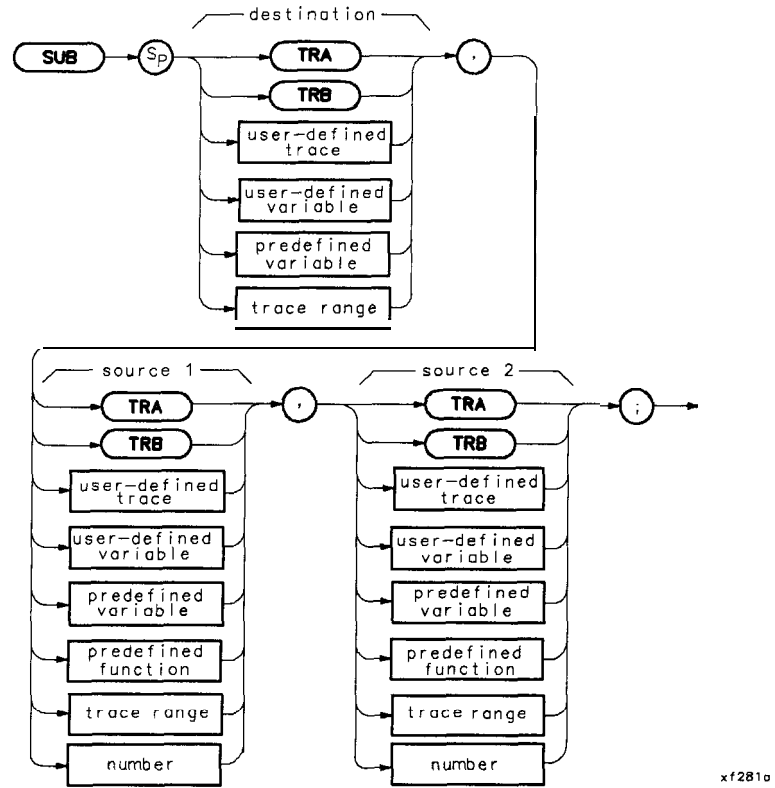 destination
SUB
SP
TRA
,
TRB
user-defined
trace
user-defined
variable
predefined
variable
trace range
source 1
TRA
,
TRB
user-defined
trace
user-defined
variable
predefined
variable
predefined
function
trace range
number
source 2
TRA
;
TRB
user-defined
trace
user-defined
variable
predefined
variable
predefined
function
trace range
number
xf281a